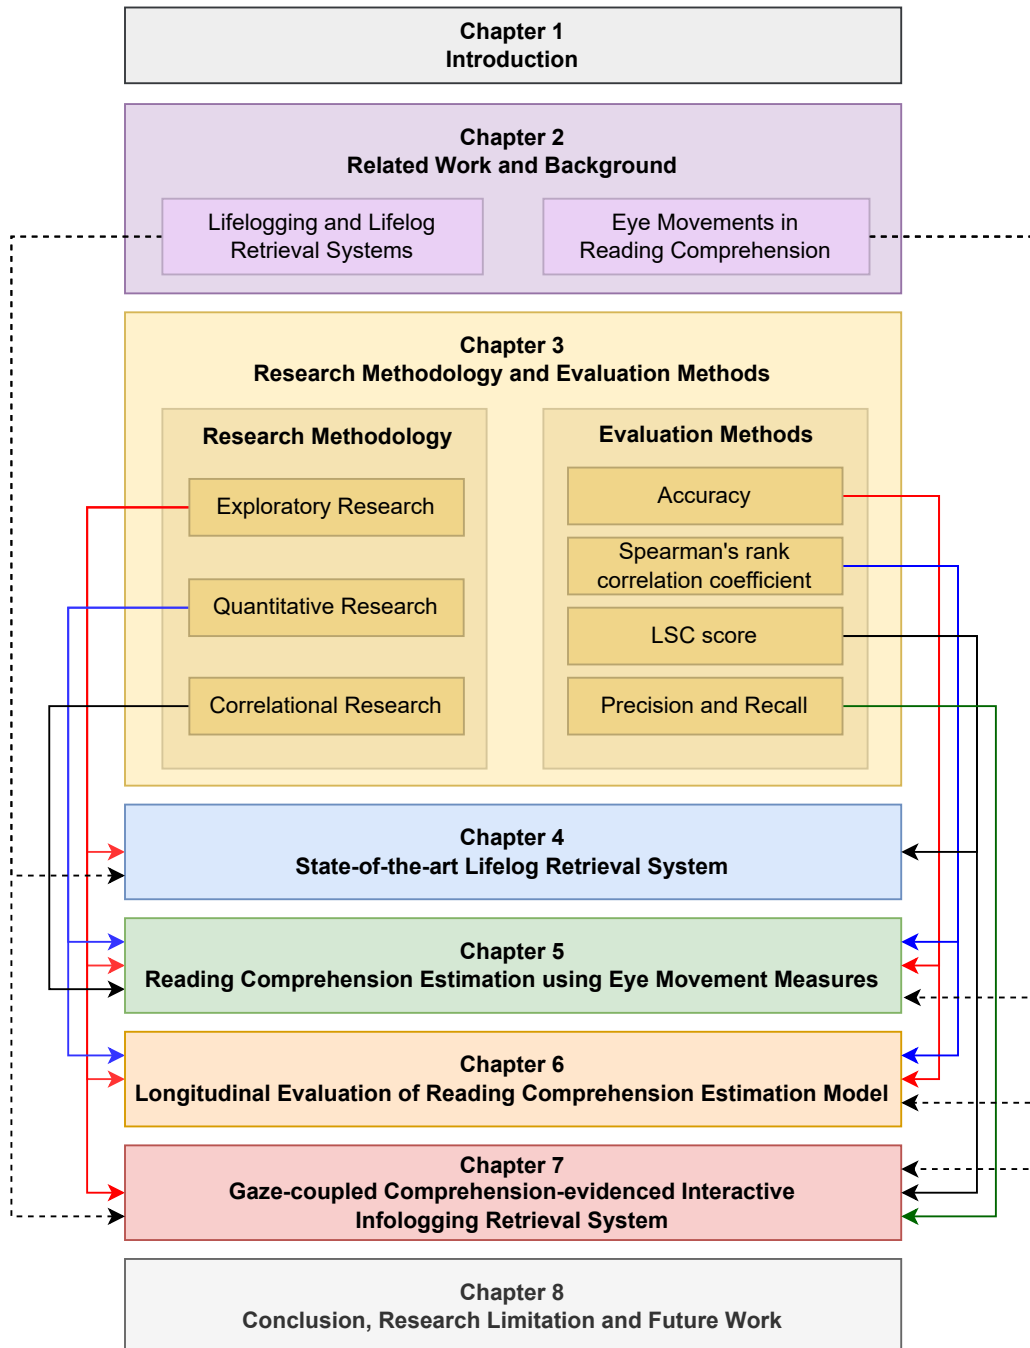 Chapter 1
Introduction
Chapter 2
Related Work and Background
Lifelogging and Lifelog
Retrieval Systems
Eye Movements in
Reading Comprehension
Chapter 3
Research Methodology and Evaluation Methods
Research Methodology
Exploratory Research
Quantitative Research
Correlational Research
Evaluation Methods
Accuracy
Spearman's rank
correlation coefficient
LSC score
Precision and Recall
Chapter 4
State-of-the-art Lifelog Retrieval System
Chapter 5
Reading Comprehension Estimation using Eye Movement Measures
Chapter 6
Longitudinal Evaluation of Reading Comprehension Estimation Model
Chapter 7
Gaze-coupled Comprehension-evidenced Interactive
Infologging Retrieval System
Chapter 8
Conclusion, Research Limitation and Future Work